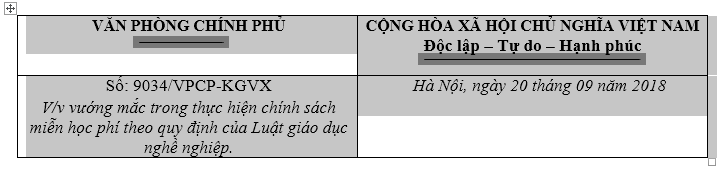 VĂN PHÒNG CHÍNH PHỦ
CỘNG HÒA XÃ HỘI CHỦ NGHĨA VIỆT NAM
Độc lập – Tự do – Hạnh phúc
Số: 9034/VPCP-KGVX
V/v vướng mắc trong thực hiện chính sách
miễn học phí theo quy định của Luật giáo dục
nghề nghiệp.
Hà Nội, ngày 20 tháng 09 năm 2018